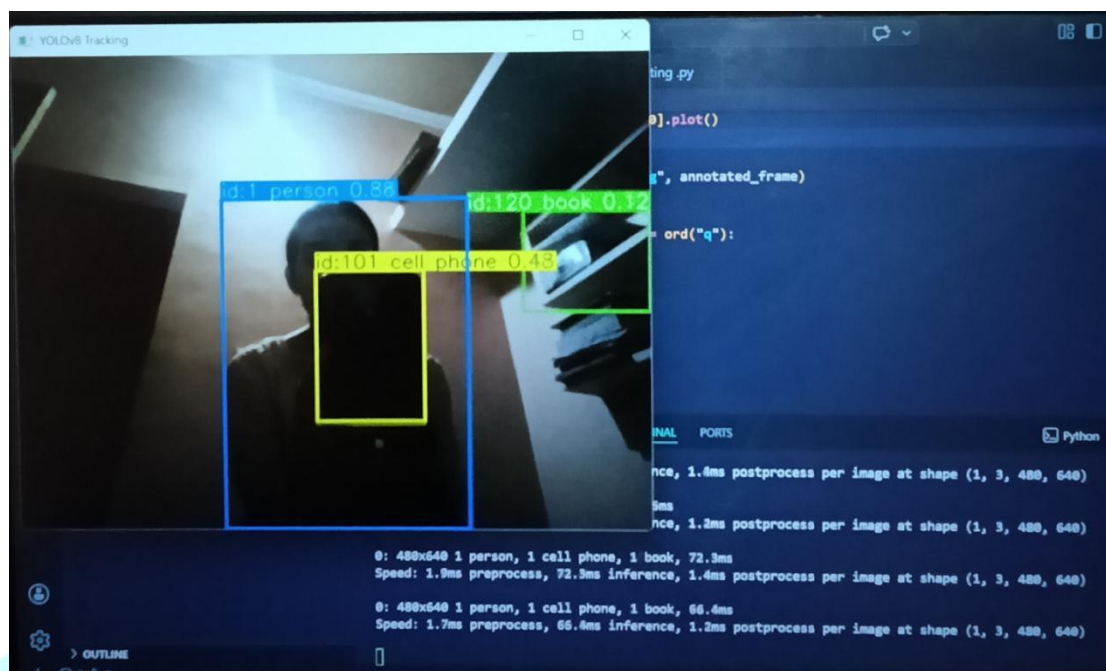 YOLOv8 Tracking
ting .py
0].plot()
g", annotated_frame)
= ord("q"):
id:1 person 0.88
id:120 book 0.12
id:101 cell phone 0.48
INAL PORTS
Python
nce, 1.4ms postprocess per image at shape (1, 3, 480, 640)
5ms
nce, 1.2ms postprocess per image at shape (1, 3, 480, 640)
0: 480x640 1 person, 1 cell phone, 1 book, 72.3ms
Speed: 1.9ms preprocess, 72.3ms inference, 1.4ms postprocess per image at shape (1, 3, 480, 640)
0: 480x640 1 person, 1 cell phone, 1 book, 66.4ms
Speed: 1.7ms preprocess, 66.4ms inference, 1.2ms postprocess per image at shape (1, 3, 480, 640)
> OUTLINE